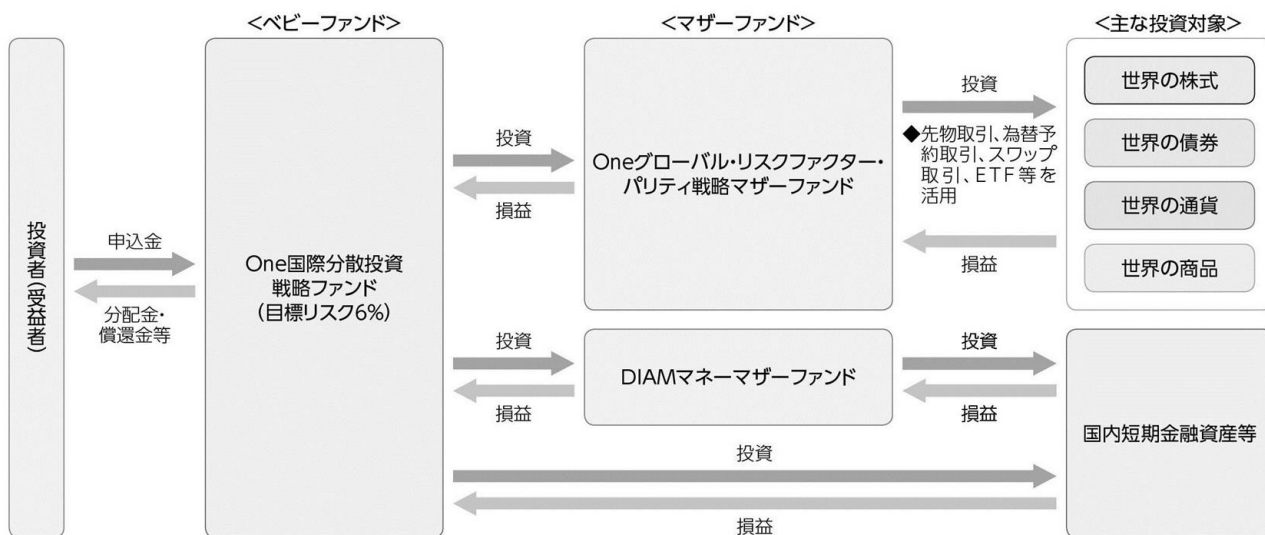 <ベビーファンド>
<マザーファンド>
<主な投資対象>
投資者(受益者)
申込金
分配金・
償還金等
One国際分散投資
戦略ファンド
(目標リスク6%)
投資
損益
Oneグローバル・リスクファクター・
パリティ戦略マザーファンド
投資
◆先物取引、為替予
約取引、スワップ
取引、ETF等を
活用
損益
世界の株式
世界の債券
世界の通貨
世界の商品
投資
損益
DIAMマネーマザーファンド
投資
損益
国内短期金融資産等
投資
損益